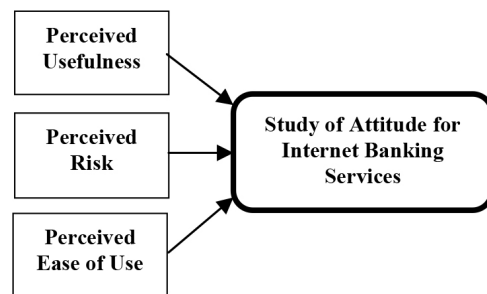 Perceived
Usefulness
Perceived
Risk
Perceived
Ease of Use
Study of Attitude for
Internet Banking
Services